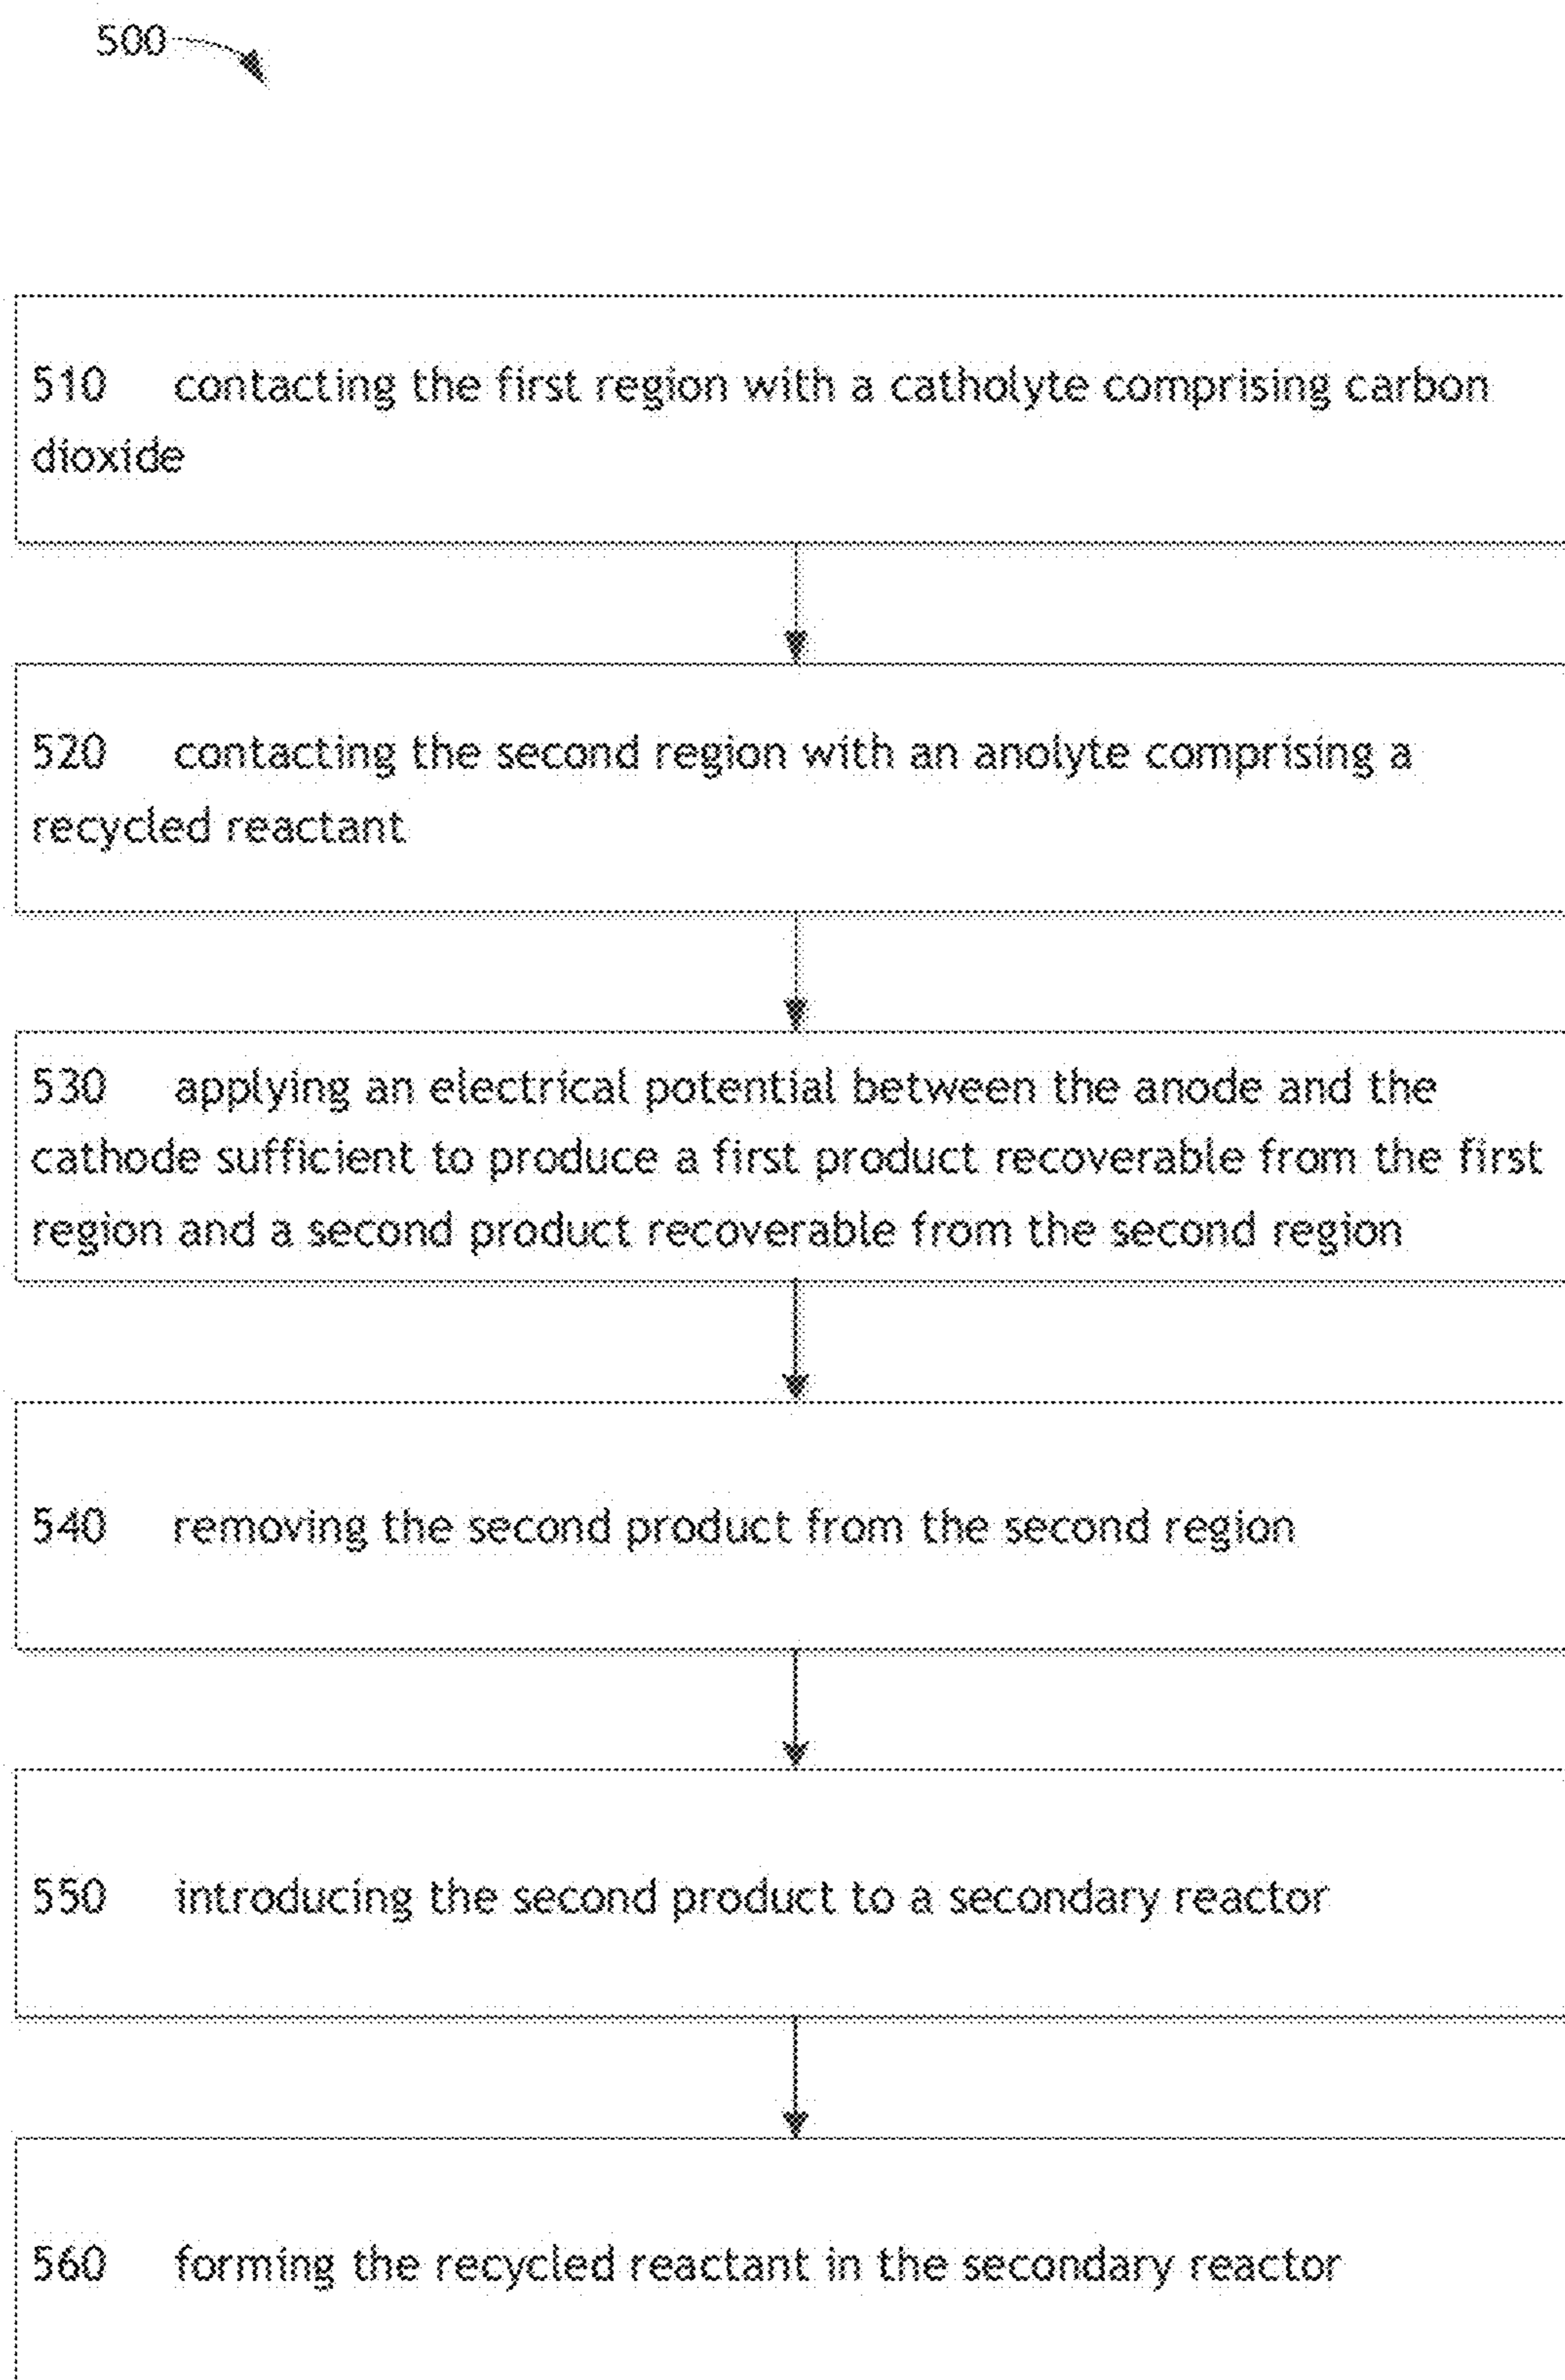 500
510 contacting the first region with a catholyte comprising carbon
dioxide
520 contacting the second region with an anolyte comprising a
recycled reactant
530 applying an electrical potential between the anode and the
cathode sufficient to produce a first product recoverable from the first
region and a second product recoverable from the second region
540 removing the second product from the second region
550 introducing the second product to a secondary reactor
560 forming the recycled reactant in the secondary reactor